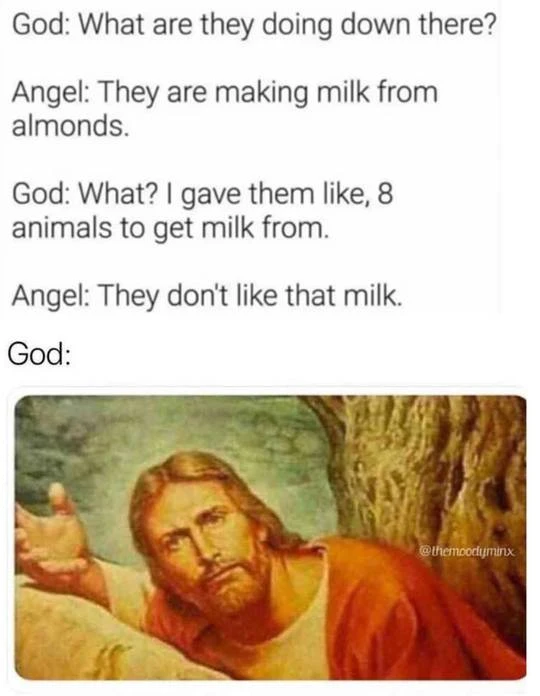 God: What are they doing down there?
Angel: They are making milk from
almonds.
God: What? I gave them like, 8
animals to get milk from.
Angel: They don't like that milk.
God:
@themoodyminx